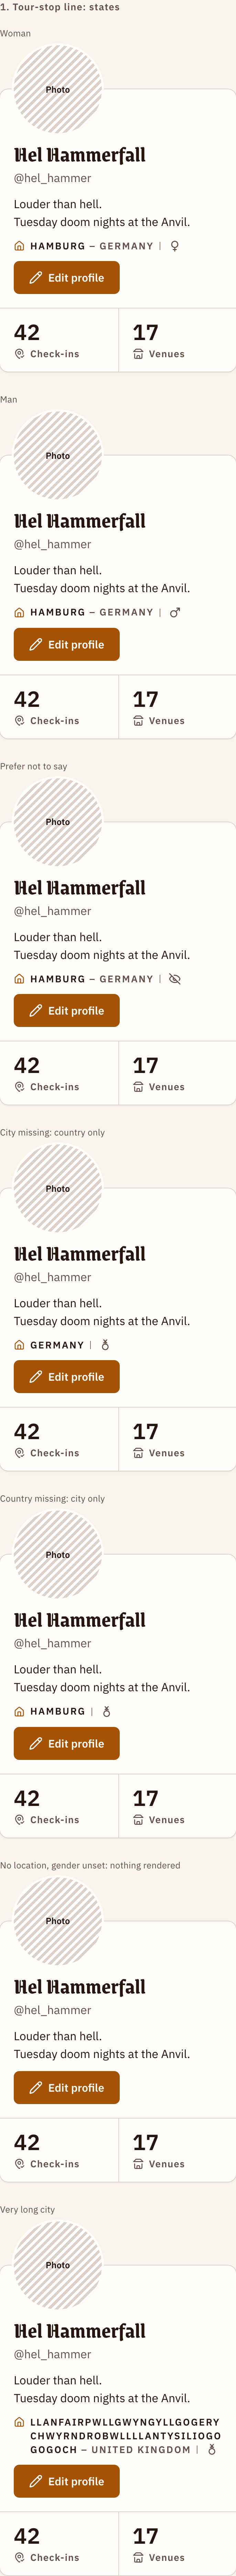 1. Tour-stop line: states
Woman
Photo
Hel Hammerfall
@hel_hammer
Louder than hell.
Tuesday doom nights at the Anvil.
HAMBURG – GERMANY |
Edit profile
42 17
Check-ins Venues
Man
Photo
Hel Hammerfall
@hel_hammer
Louder than hell.
Tuesday doom nights at the Anvil.
HAMBURG – GERMANY |
Edit profile
42 17
Check-ins Venues
Prefer not to say
Photo
Hel Hammerfall
@hel_hammer
Louder than hell.
Tuesday doom nights at the Anvil.
HAMBURG – GERMANY |
Edit profile
42 17
Check-ins Venues
City missing: country only
Photo
Hel Hammerfall
@hel_hammer
Louder than hell.
Tuesday doom nights at the Anvil.
GERMANY |
Edit profile
42 17
Check-ins Venues
Country missing: city only
Photo
Hel Hammerfall
@hel_hammer
Louder than hell.
Tuesday doom nights at the Anvil.
HAMBURG |
Edit profile
42 17
Check-ins Venues
No location, gender unset: nothing rendered
Photo
Hel Hammerfall
@hel_hammer
Louder than hell.
Tuesday doom nights at the Anvil.
Edit profile
42 17
Check-ins Venues
Very long city
Photo
Hel Hammerfall
@hel_hammer
Louder than hell.
Tuesday doom nights at the Anvil.
LLANFAIRPWLLGWYNGYLLGOGERY
CHWYRNDROBWLLLLANTYSILIOGO
GOGOCH – UNITED KINGDOM |
Edit profile
42 17
Check-ins Venues